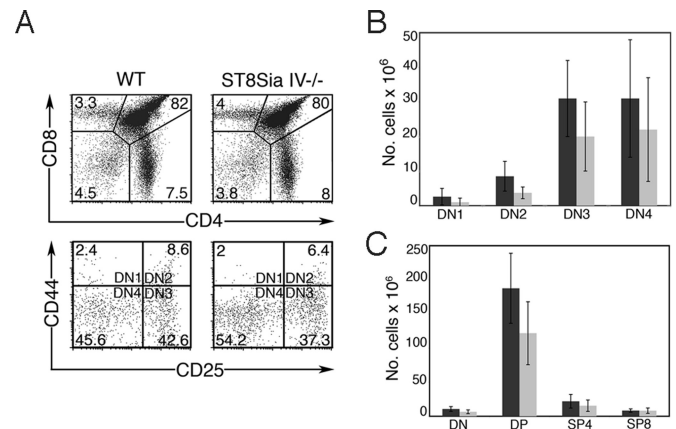 A
WT
ST8Sia IV-/-
3.3 82
4.5 7.5
4 80
3.8 8
CD8
CD4
2.4 8.6
DN1 DN2
DN4 DN3
45.6 42.6
2 6.4
DN1 DN2
DN4 DN3
54.2 37.3
CD44
CD25
B
No. cells x 10⁶
50
40
30
20
10
0
DN1 DN2 DN3 DN4
C
No. cells x 10⁶
250
200
150
100
50
0
DN DP SP4 SP8